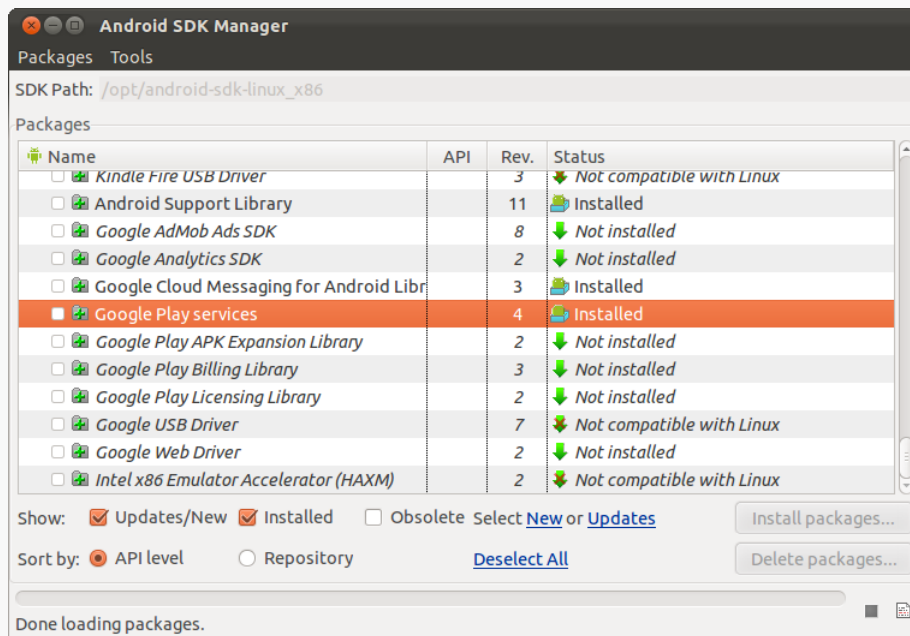 Android SDK Manager
Packages Tools
SDK Path: /opt/android-sdk-linux_x86
Packages
Name API Rev. Status
Kindle Fire USB Driver 3 Not compatible with Linux
Android Support Library 11 Installed
Google AdMob Ads SDK 8 Not installed
Google Analytics SDK 2 Not installed
Google Cloud Messaging for Android Libr 3 Installed
Google Play services 4 Installed
Google Play APK Expansion Library 2 Not installed
Google Play Billing Library 3 Not installed
Google Play Licensing Library 2 Not installed
Google USB Driver 7 Not compatible with Linux
Google Web Driver 2 Not installed
Intel x86 Emulator Accelerator (HAXM) 2 Not compatible with Linux
Show: Updates/New Installed Obsolete Select New or Updates Install packages...
Sort by: API level Repository Deselect All Delete packages...
Done loading packages.